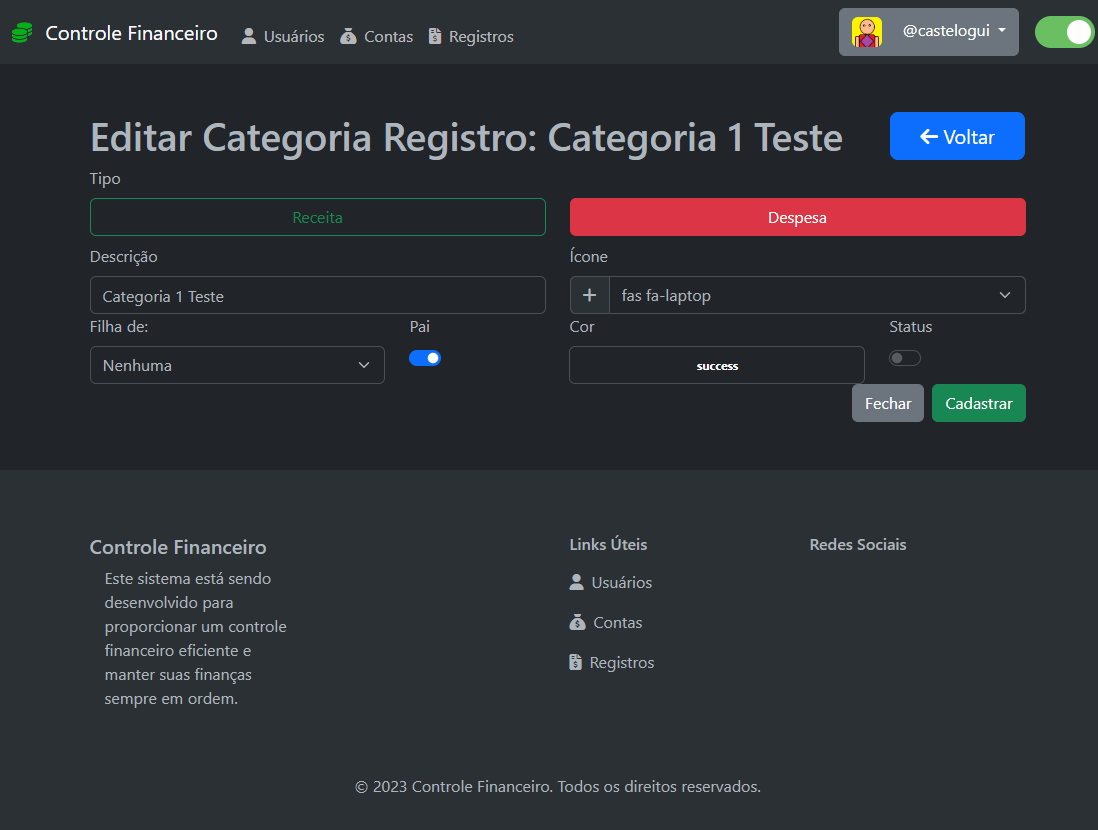 Controle Financeiro Usuários Contas Registros @castelogui
Editar Categoria Registro: Categoria 1 Teste
Voltar
Tipo
Receita Despesa
Descrição Ícone
Categoria 1 Teste fas fa-laptop
Filha de: Pai Cor Status
Nenhuma success
Fechar Cadastrar
Controle Financeiro
Este sistema está sendo
desenvolvido para
proporcionar um controle
financeiro eficiente e
manter suas finanças
sempre em ordem.
Links Úteis
Usuários
Contas
Registros
Redes Sociais
© 2023 Controle Financeiro. Todos os direitos reservados.